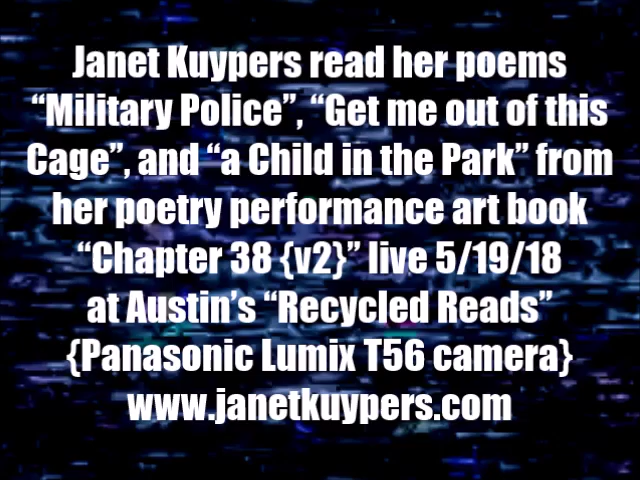 Janet Kuypers read her poems
“Military Police”, “Get me out of this
Cage”, and “a Child in the Park” from
her poetry performance art book
“Chapter 38 {v2}” live 5/19/18
at Austin’s “Recycled Reads”
{Panasonic Lumix T56 camera}
www.janetkuypers.com